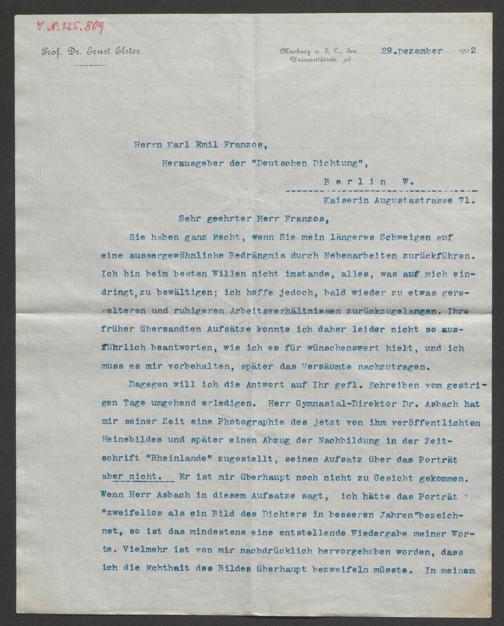 J.N. 125.809
Prof. Dr. Ernst Elster
Marburg a. d. L., den 29.Dezember 1902
Universitätsstr.
Herrn Karl Emil Franzos,
Herausgeber der "Deutschen Dichtung",
Berlin W.
Kaiserin Augustastrasse 71.
Sehr geehrter Herr Franzos,
Sie haben ganz Recht, wenn Sie mein längeres Schweigen auf
eine aussergewöhnliche Bedrängnis durch Nebenarbeiten zurückführen.
Ich bin beim besten Willen nicht imstande, alles, was auf mich ein-
dringt, zu bewältigen; ich hoffe jedoch, bald wieder zu etwas gere-
gelteren und ruhigeren Arbeitsverhältnissen zurückzugelangen. Ihre
früher übersandten Aufsätze konnte ich daher leider nicht so aus-
führlich beantworten, wie ich es für wünschenswert hielt, und ich
muss es mir vorbehalten, später das Versäumte nachzutragen.
Dagegen will ich die Antwort auf Ihr gefl. Schreiben vom gestri-
gen Tage umgehend erledigen. Herr Gymnasial-Direktor Dr. Asbach hat
mir seiner Zeit eine Photographie des jetzt von ihm veröffentlichten
Heinebildes und später einen Abzug der Nachbildung in der Zeit-
schrift "Rheinlande" zugestellt, seinen Aufsatz über das Porträt
aber nicht. Er ist mir überhaupt noch nicht zu Gesicht gekommen.
Wenn Herr Asbach in diesem Aufsatze sagt, ich hätte das Porträt
"zweifellos als ein Bild des Dichters in besseren Jahren"bezeich-
net, so ist das mindestens eine entstellende Wiedergabe meiner Wor-
te. Vielmehr ist von mir nachdrücklich hervorgehoben worden, dass
ich die Echtheit des Bildes überhaupt bezweifeln müsste. In meinem